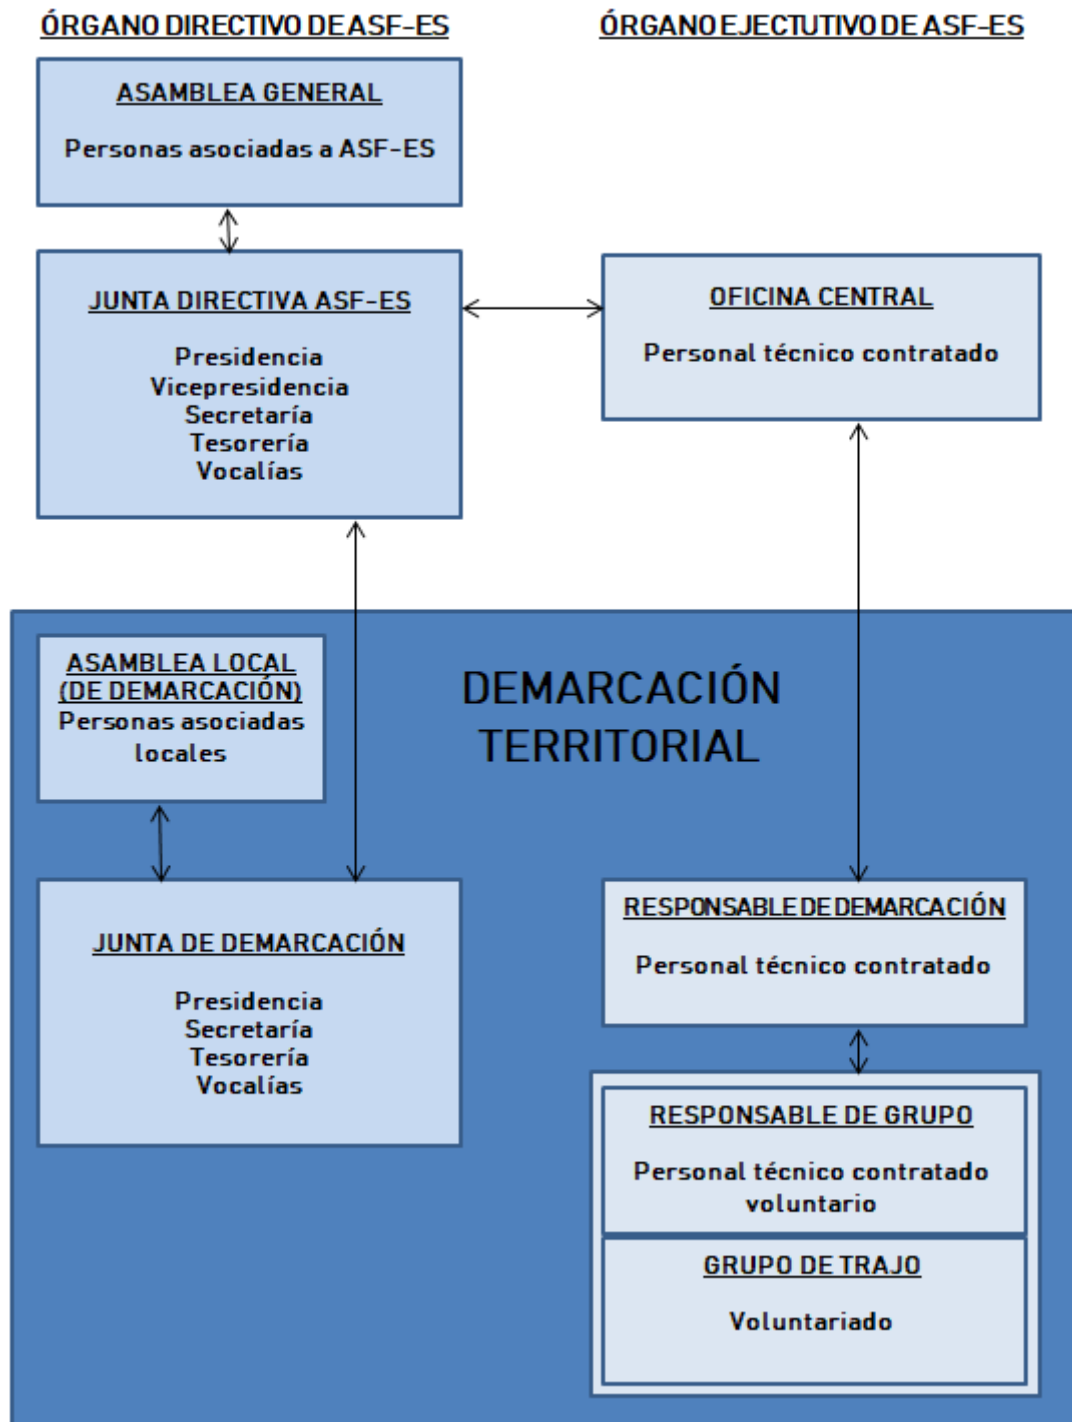 ÓRGANO DIRECTIVO DE ASF-ES
ÓRGANO EJECTUTIVO DE ASF-ES
ASAMBLEA GENERAL
Personas asociadas a ASF-ES
JUNTA DIRECTIVA ASF-ES
Presidencia
Vicepresidencia
Secretaría
Tesorería
Vocalías
OFICINA CENTRAL
Personal técnico contratado
DEMARCACIÓN
TERRITORIAL
ASAMBLEA LOCAL
(DE DEMARCACIÓN)
Personas asociadas
locales
JUNTA DE DEMARCACIÓN
Presidencia
Secretaría
Tesorería
Vocalías
RESPONSABLE DE DEMARCACIÓN
Personal técnico contratado
RESPONSABLE DE GRUPO
Personal técnico contratado
voluntario
GRUPO DE TRAJO
Voluntariado